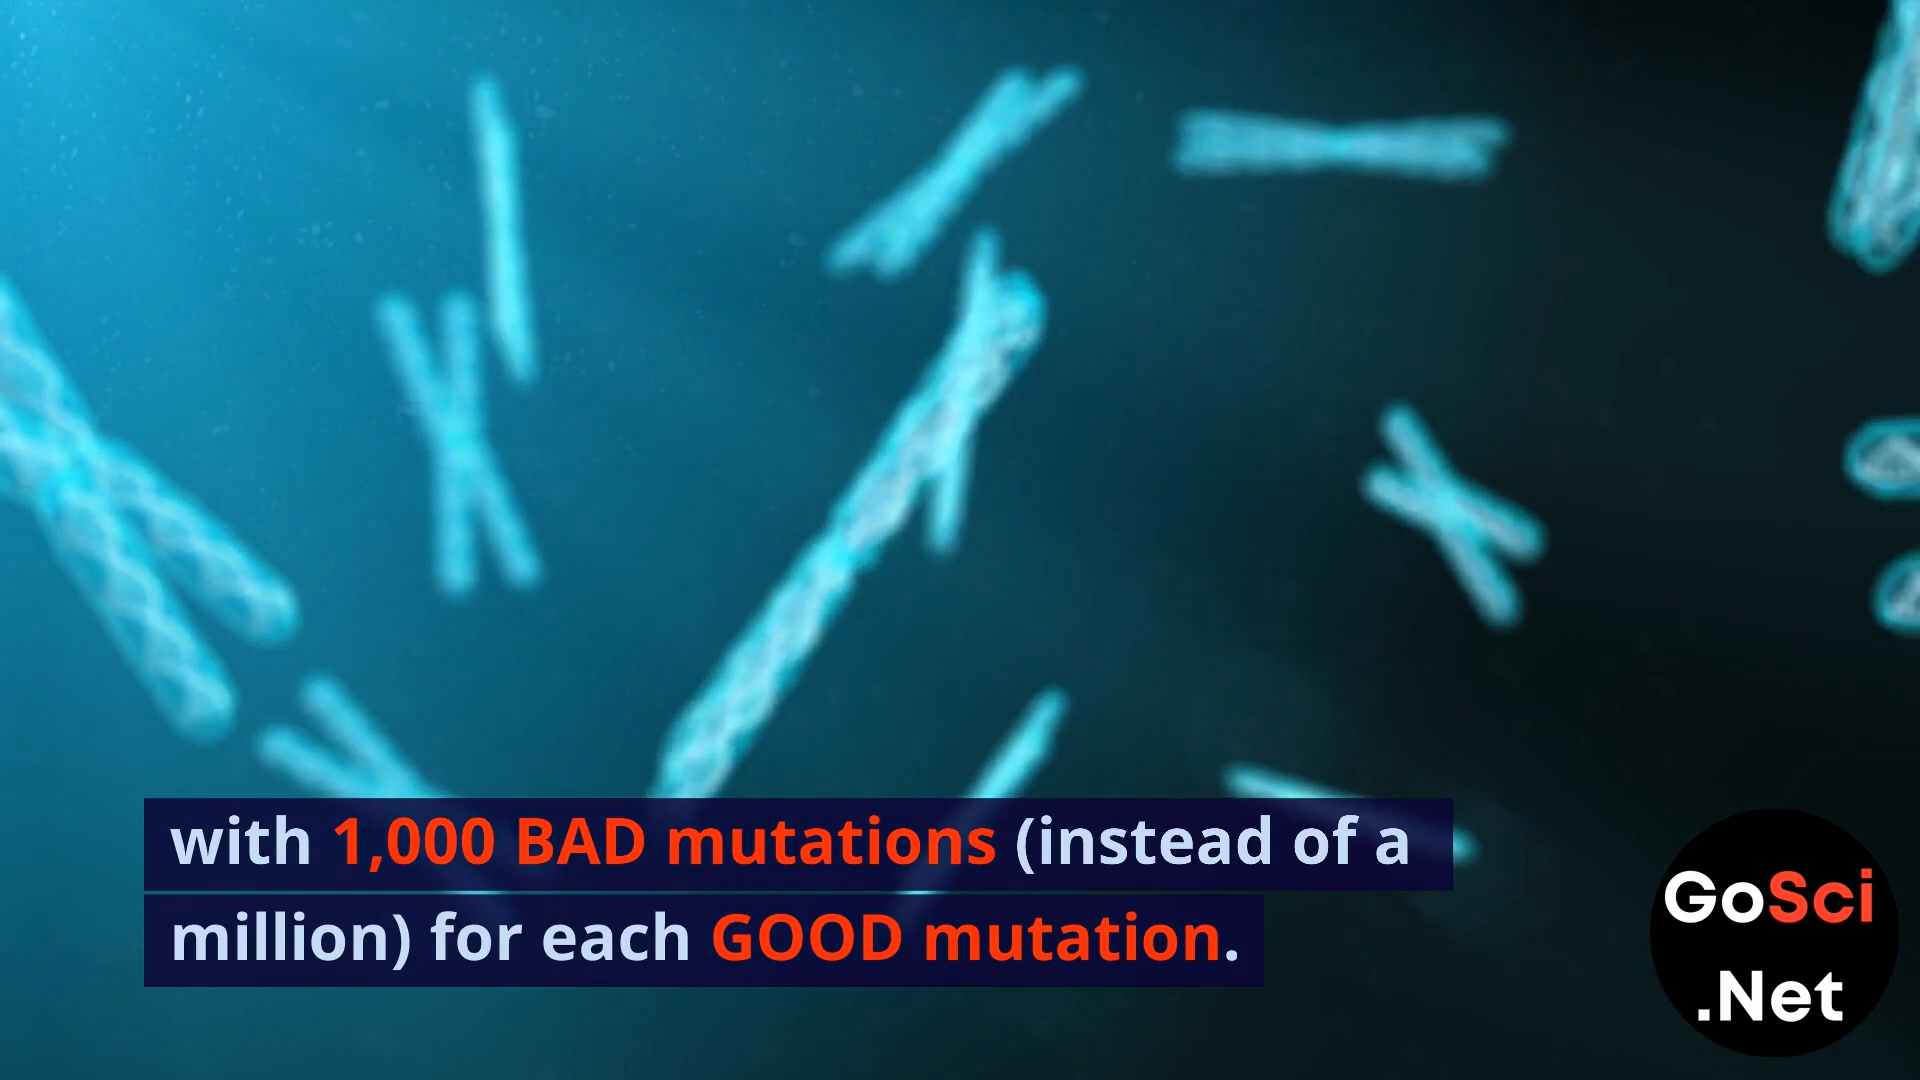 with 1,000 BAD mutations (instead of a
million) for each GOOD mutation.
GoSci
.Net